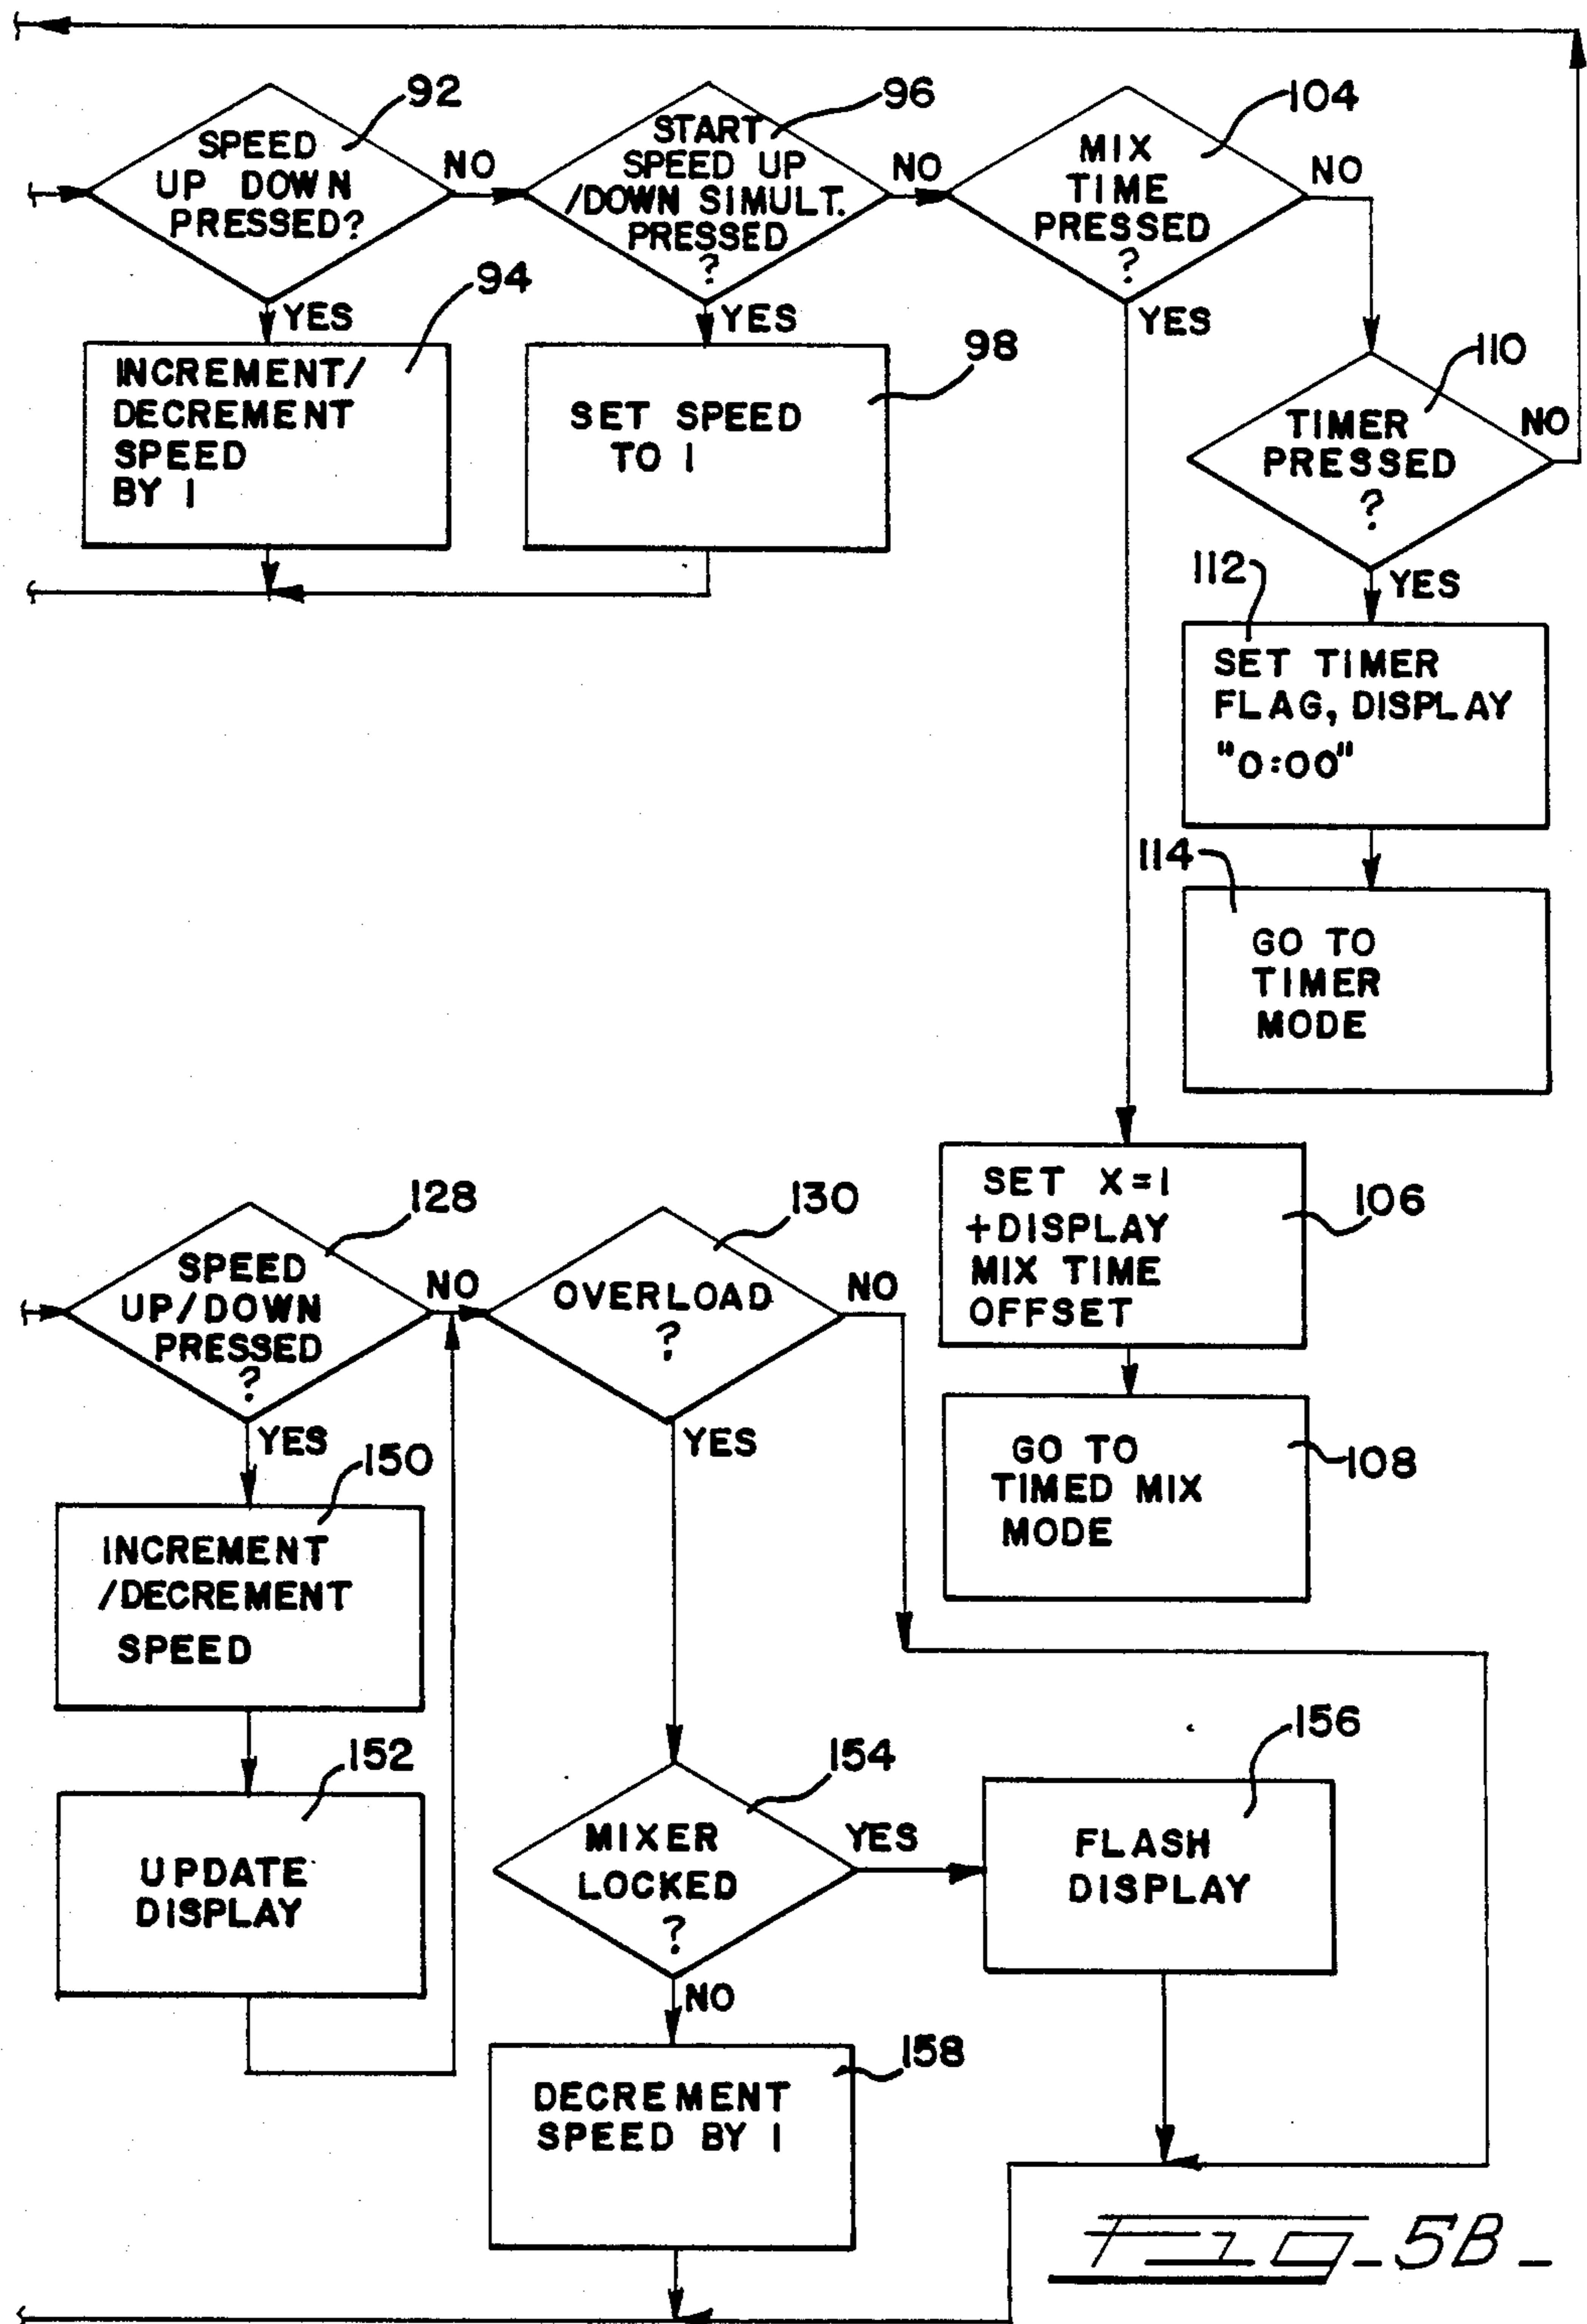 92
SPEED
UP DOWN
PRESSED?
NO
YES
94
INCREMENT/
DECREMENT
SPEED
BY 1
96
START
SPEED UP
/DOWN SIMULT.
PRESSED
?
NO
YES
98
SET SPEED
TO 1
104
MIX
TIME
PRESSED
?
NO
YES
110
TIMER
PRESSED
?
NO
YES
112
SET TIMER
FLAG, DISPLAY
"0:00"
114
GO TO
TIMER
MODE
106
SET X=1
+DISPLAY
MIX TIME
OFFSET
108
GO TO
TIMED MIX
MODE
128
SPEED
UP/DOWN
PRESSED
?
NO
YES
150
INCREMENT
/DECREMENT
SPEED
152
UPDATE
DISPLAY
130
OVERLOAD
?
NO
YES
154
MIXER
LOCKED
?
YES
NO
156
FLASH
DISPLAY
158
DECREMENT
SPEED BY 1
FIG_5B_